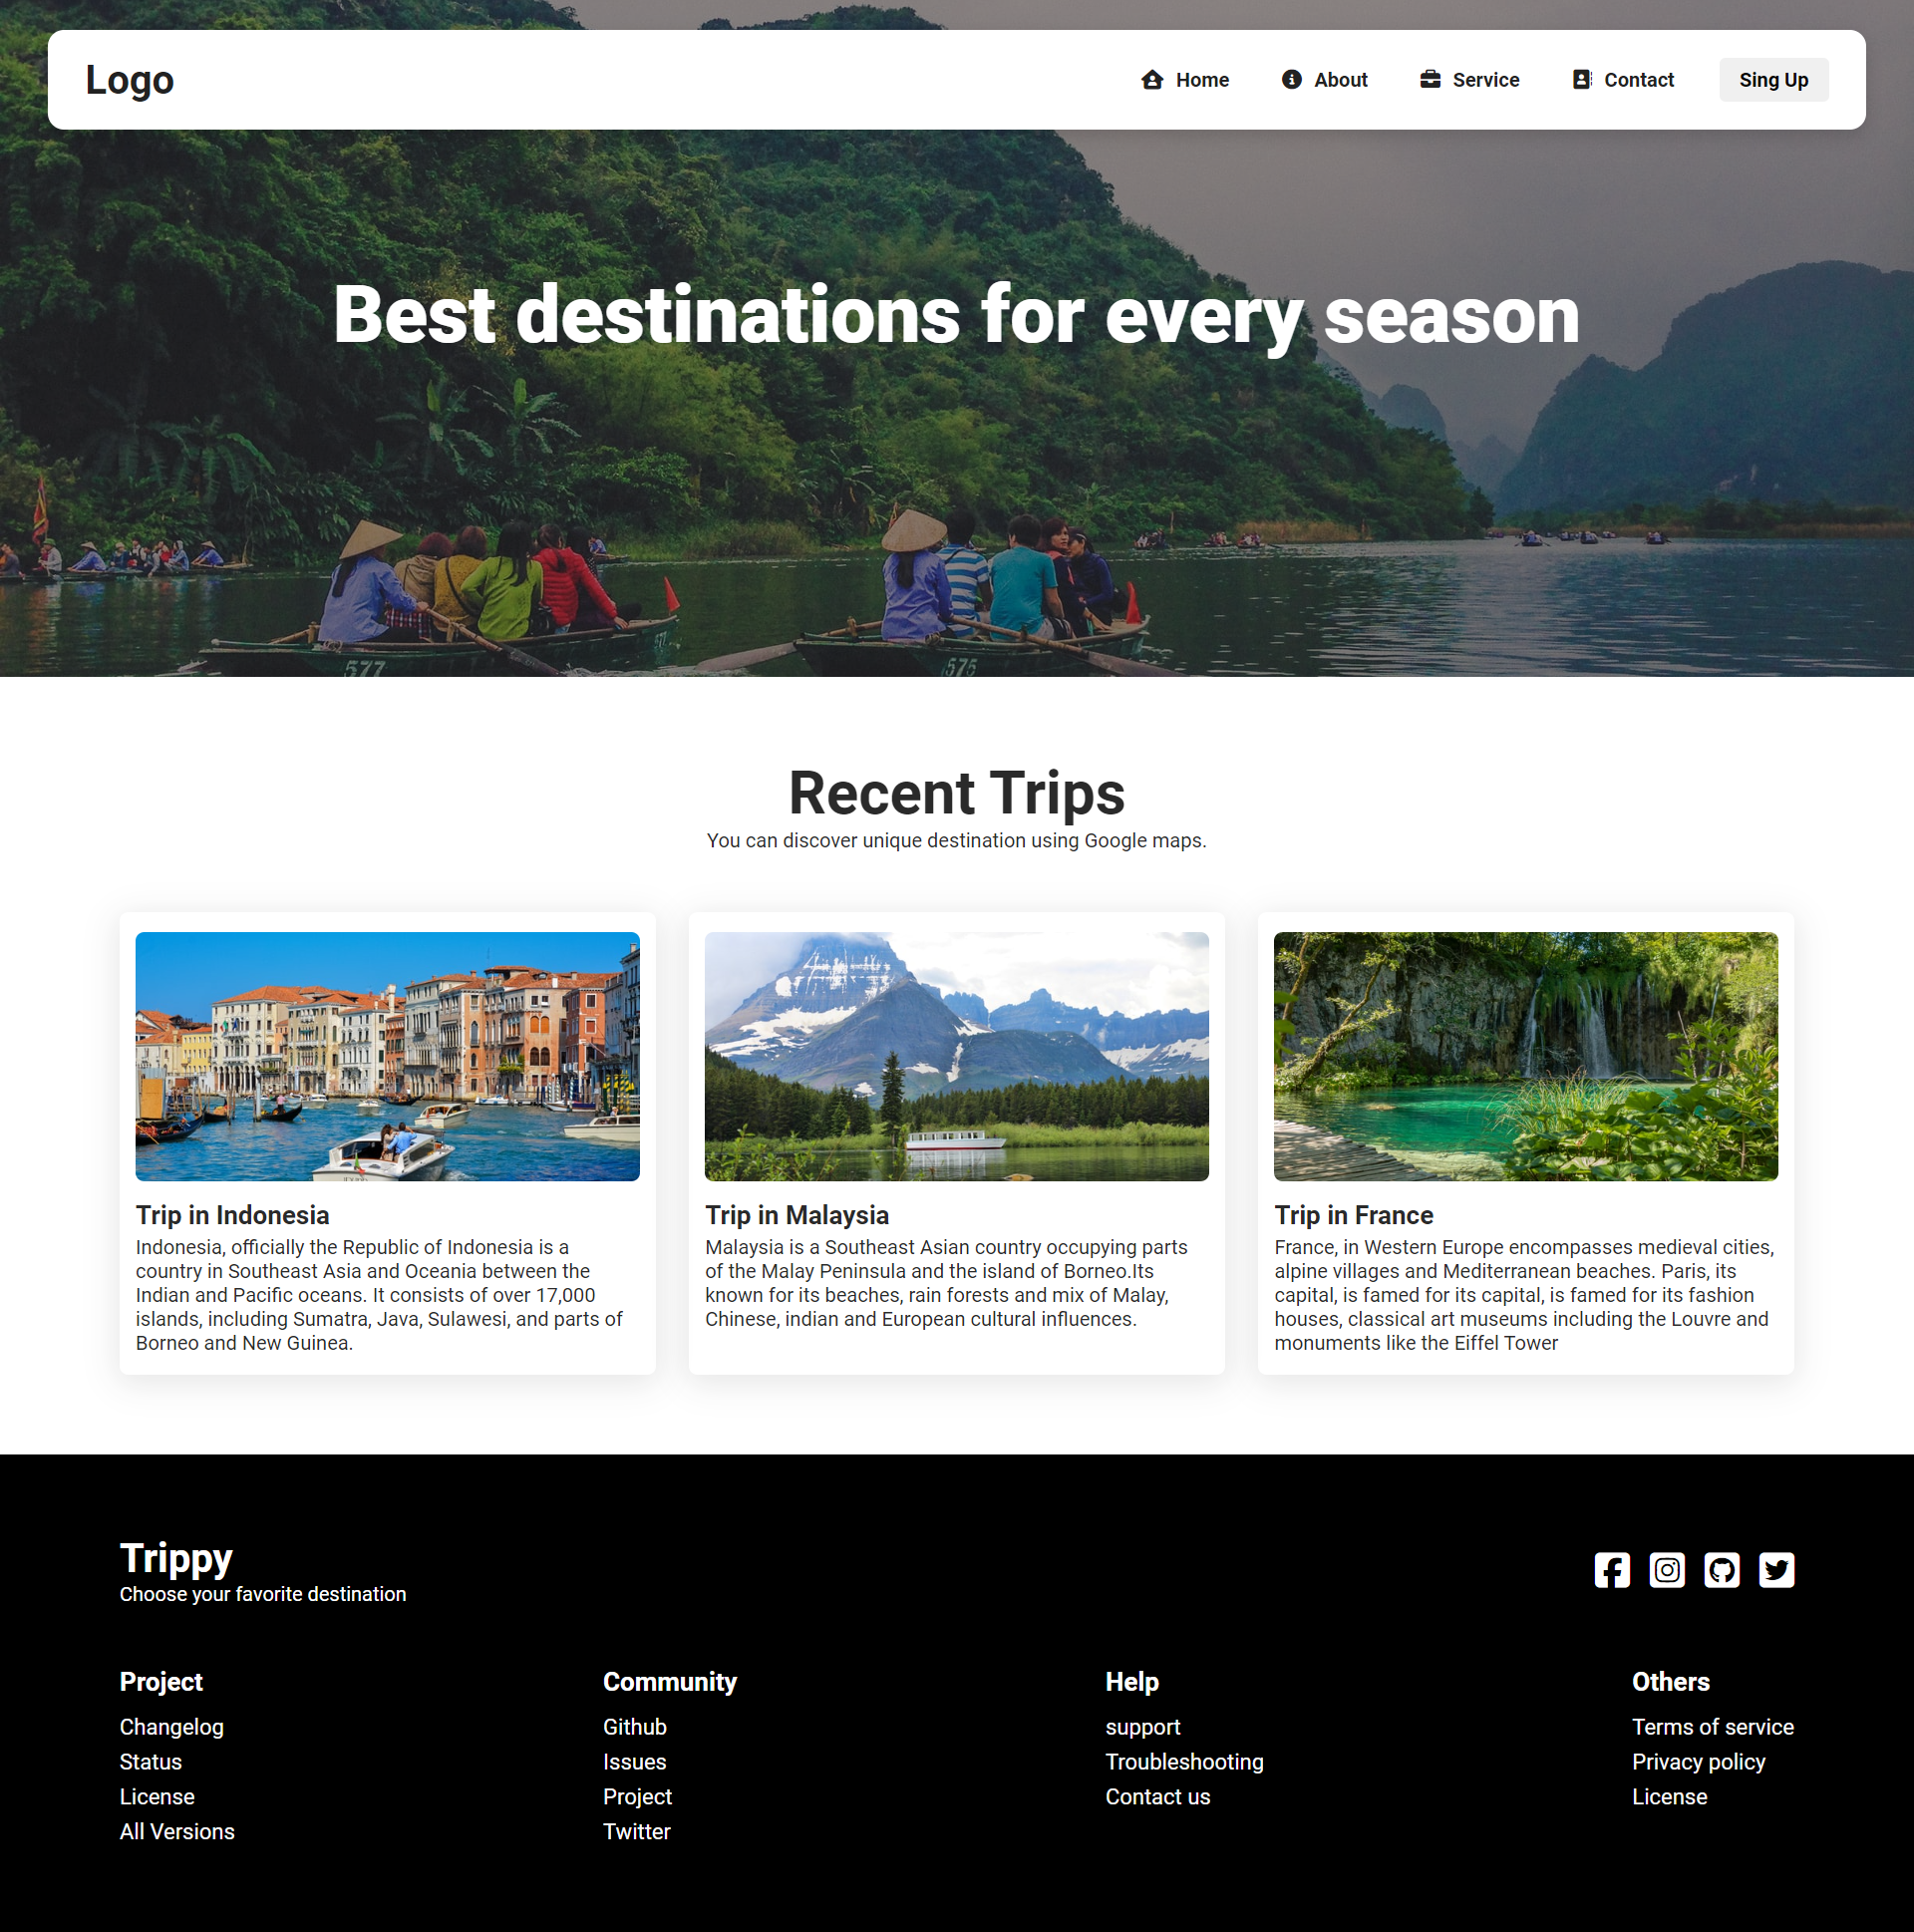 Logo
Home
About
Service
Contact
Sing Up
Best destinations for every season
577
575
Recent Trips
You can discover unique destination using Google maps.
Trip in Indonesia
Indonesia, officially the Republic of Indonesia is a
country in Southeast Asia and Oceania between the
Indian and Pacific oceans. It consists of over 17,000
islands, including Sumatra, Java, Sulawesi, and parts of
Borneo and New Guinea.
Trip in Malaysia
Malaysia is a Southeast Asian country occupying parts
of the Malay Peninsula and the island of Borneo.Its
known for its beaches, rain forests and mix of Malay,
Chinese, indian and European cultural influences.
Trip in France
France, in Western Europe encompasses medieval cities,
alpine villages and Mediterranean beaches. Paris, its
capital, is famed for its capital, is famed for its fashion
houses, classical art museums including the Louvre and
monuments like the Eiffel Tower
Trippy
Choose your favorite destination
Project
Changelog
Status
License
All Versions
Community
Github
Issues
Project
Twitter
Help
support
Troubleshooting
Contact us
Others
Terms of service
Privacy policy
License